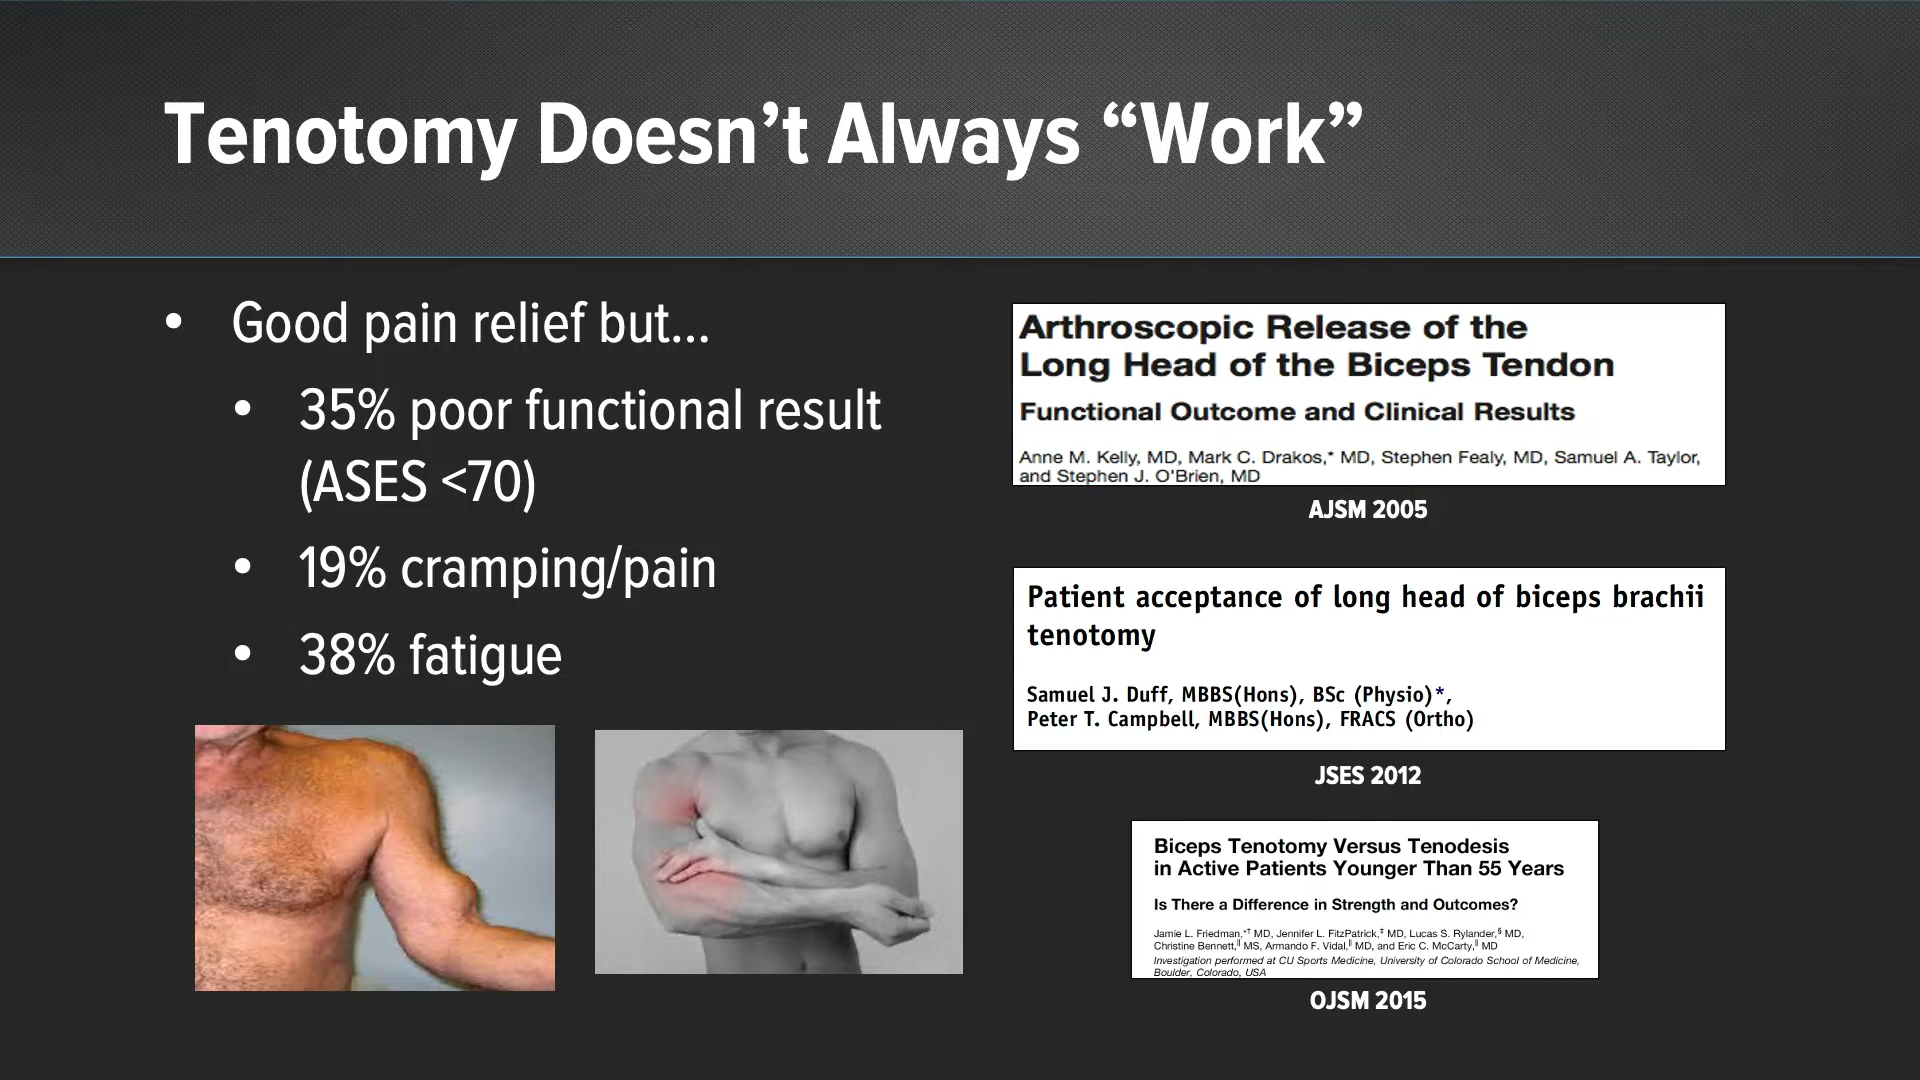 Tenotomy Doesn’t Always “Work”
• Good pain relief but...
• 35% poor functional result
(ASES <70)
• 19% cramping/pain
• 38% fatigue
Arthroscopic Release of the
Long Head of the Biceps Tendon
Functional Outcome and Clinical Results
Anne M. Kelly, MD, Mark C. Drakos,* MD, Stephen Fealy, MD, Samuel A. Taylor,
and Stephen J. O'Brien, MD
AJSM 2005
Patient acceptance of long head of biceps brachii
tenotomy
Samuel J. Duff, MBBS(Hons), BSc (Physio)*,
Peter T. Campbell, MBBS(Hons), FRACS (Ortho)
JSES 2012
Biceps Tenotomy Versus Tenodesis
in Active Patients Younger Than 55 Years
Is There a Difference in Strength and Outcomes?
Jamie L. Friedman,*† MD, Jennifer L. FitzPatrick,‡ MD, Lucas S. Rylander,§ MD,
Christine Bennett,|| MS, Armando F. Vidal,|| MD, and Eric C. McCarty,|| MD
Investigation performed at CU Sports Medicine, University of Colorado School of Medicine,
Boulder, Colorado, USA
OJSM 2015